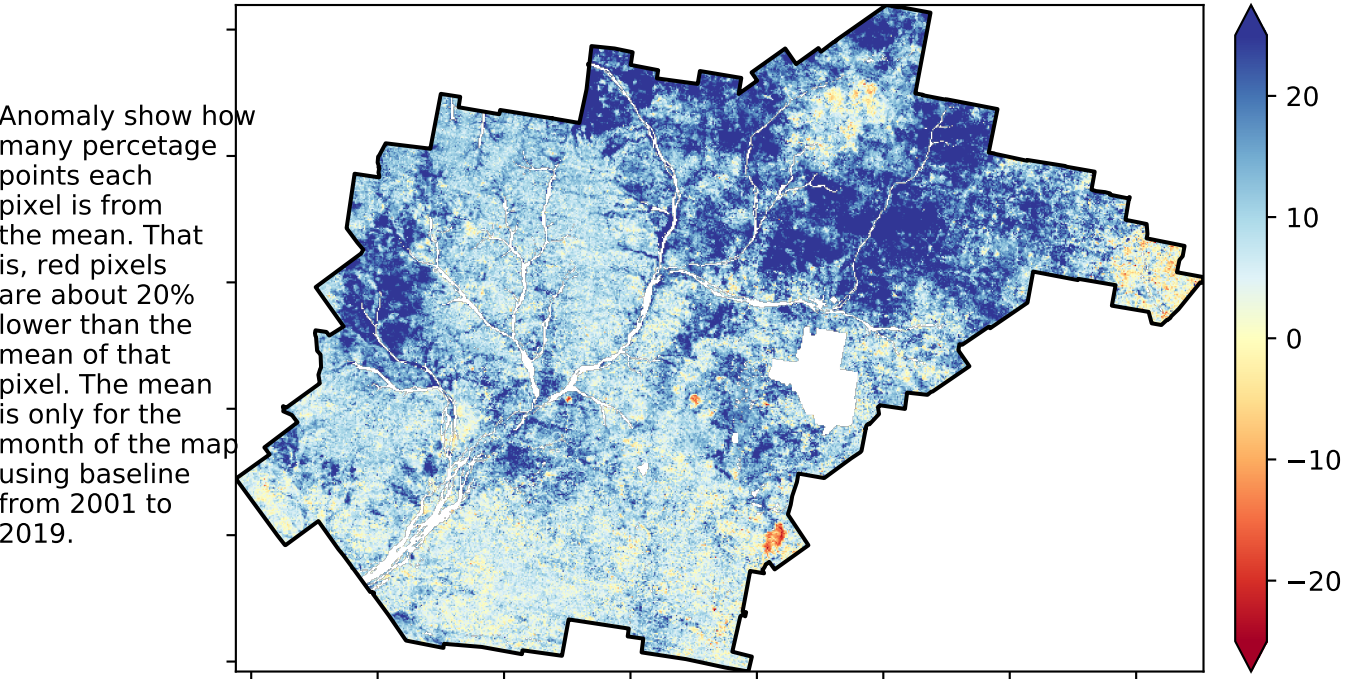 Anomaly show how
many percetage
points each
pixel is from
the mean. That
is, red pixels
are about 20%
lower than the
mean of that
pixel. The mean
is only for the
month of the map
using baseline
from 2001 to
2019.
20
10
0
−10
−20